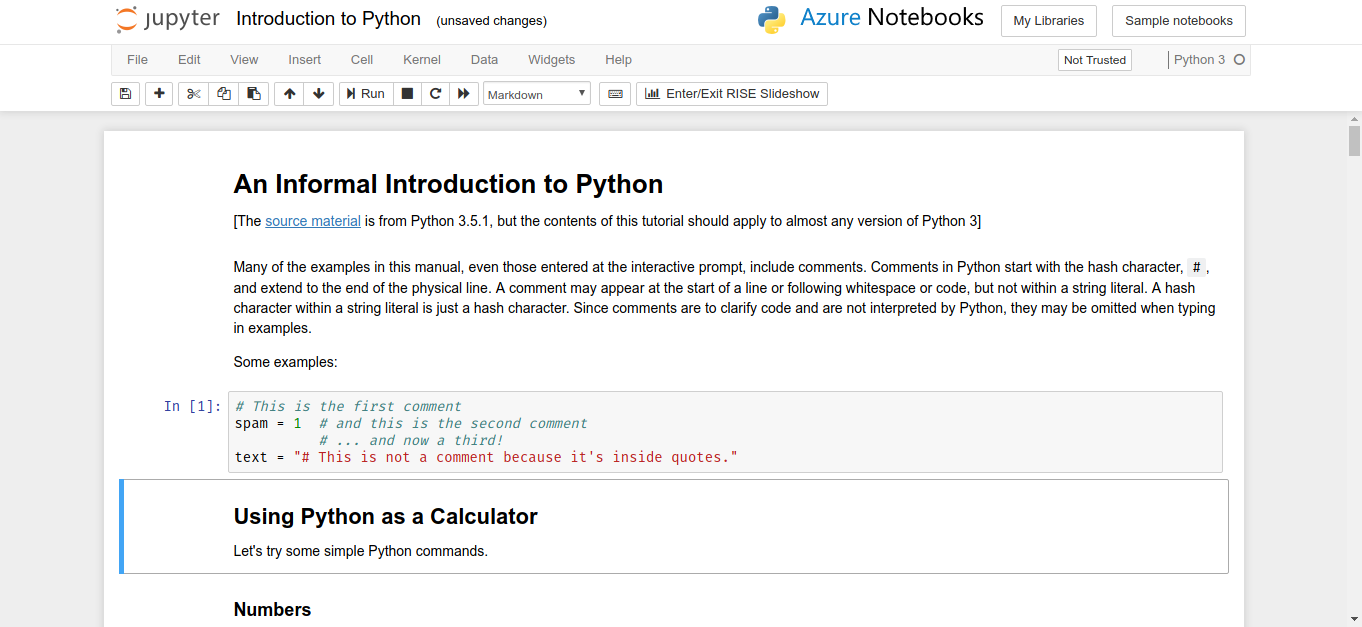 jupyter Introduction to Python (unsaved changes) Azure Notebooks My Libraries Sample notebooks
File Edit View Insert Cell Kernel Data Widgets Help Not Trusted Python 3
Run Markdown Enter/Exit RISE Slideshow
An Informal Introduction to Python
[The source material is from Python 3.5.1, but the contents of this tutorial should apply to almost any version of Python 3]
Many of the examples in this manual, even those entered at the interactive prompt, include comments. Comments in Python start with the hash character, # ,
and extend to the end of the physical line. A comment may appear at the start of a line or following whitespace or code, but not within a string literal. A hash
character within a string literal is just a hash character. Since comments are to clarify code and are not interpreted by Python, they may be omitted when typing
in examples.
Some examples:
In [1]: # This is the first comment
spam = 1  # and this is the second comment
          # ... and now a third!
text = "# This is not a comment because it's inside quotes."
Using Python as a Calculator
Let's try some simple Python commands.
Numbers